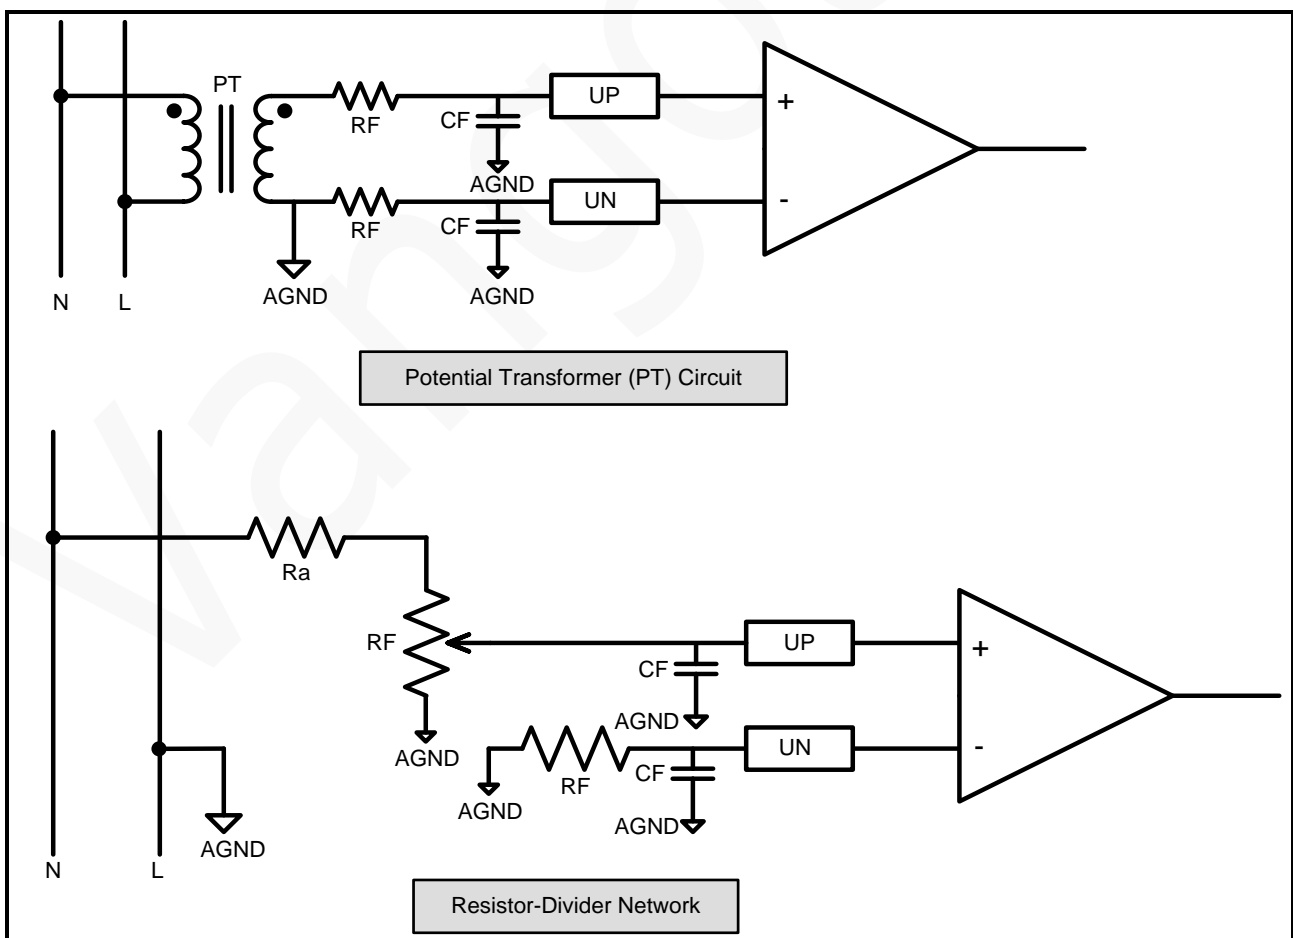 PT
RF
CF
AGND
UP
+
RF
CF
AGND
UN
-
AGND
N
L
Potential Transformer (PT) Circuit
Ra
RF
AGND
CF
AGND
UP
+
AGND
RF
CF
AGND
UN
-
AGND
N
L
Resistor-Divider Network